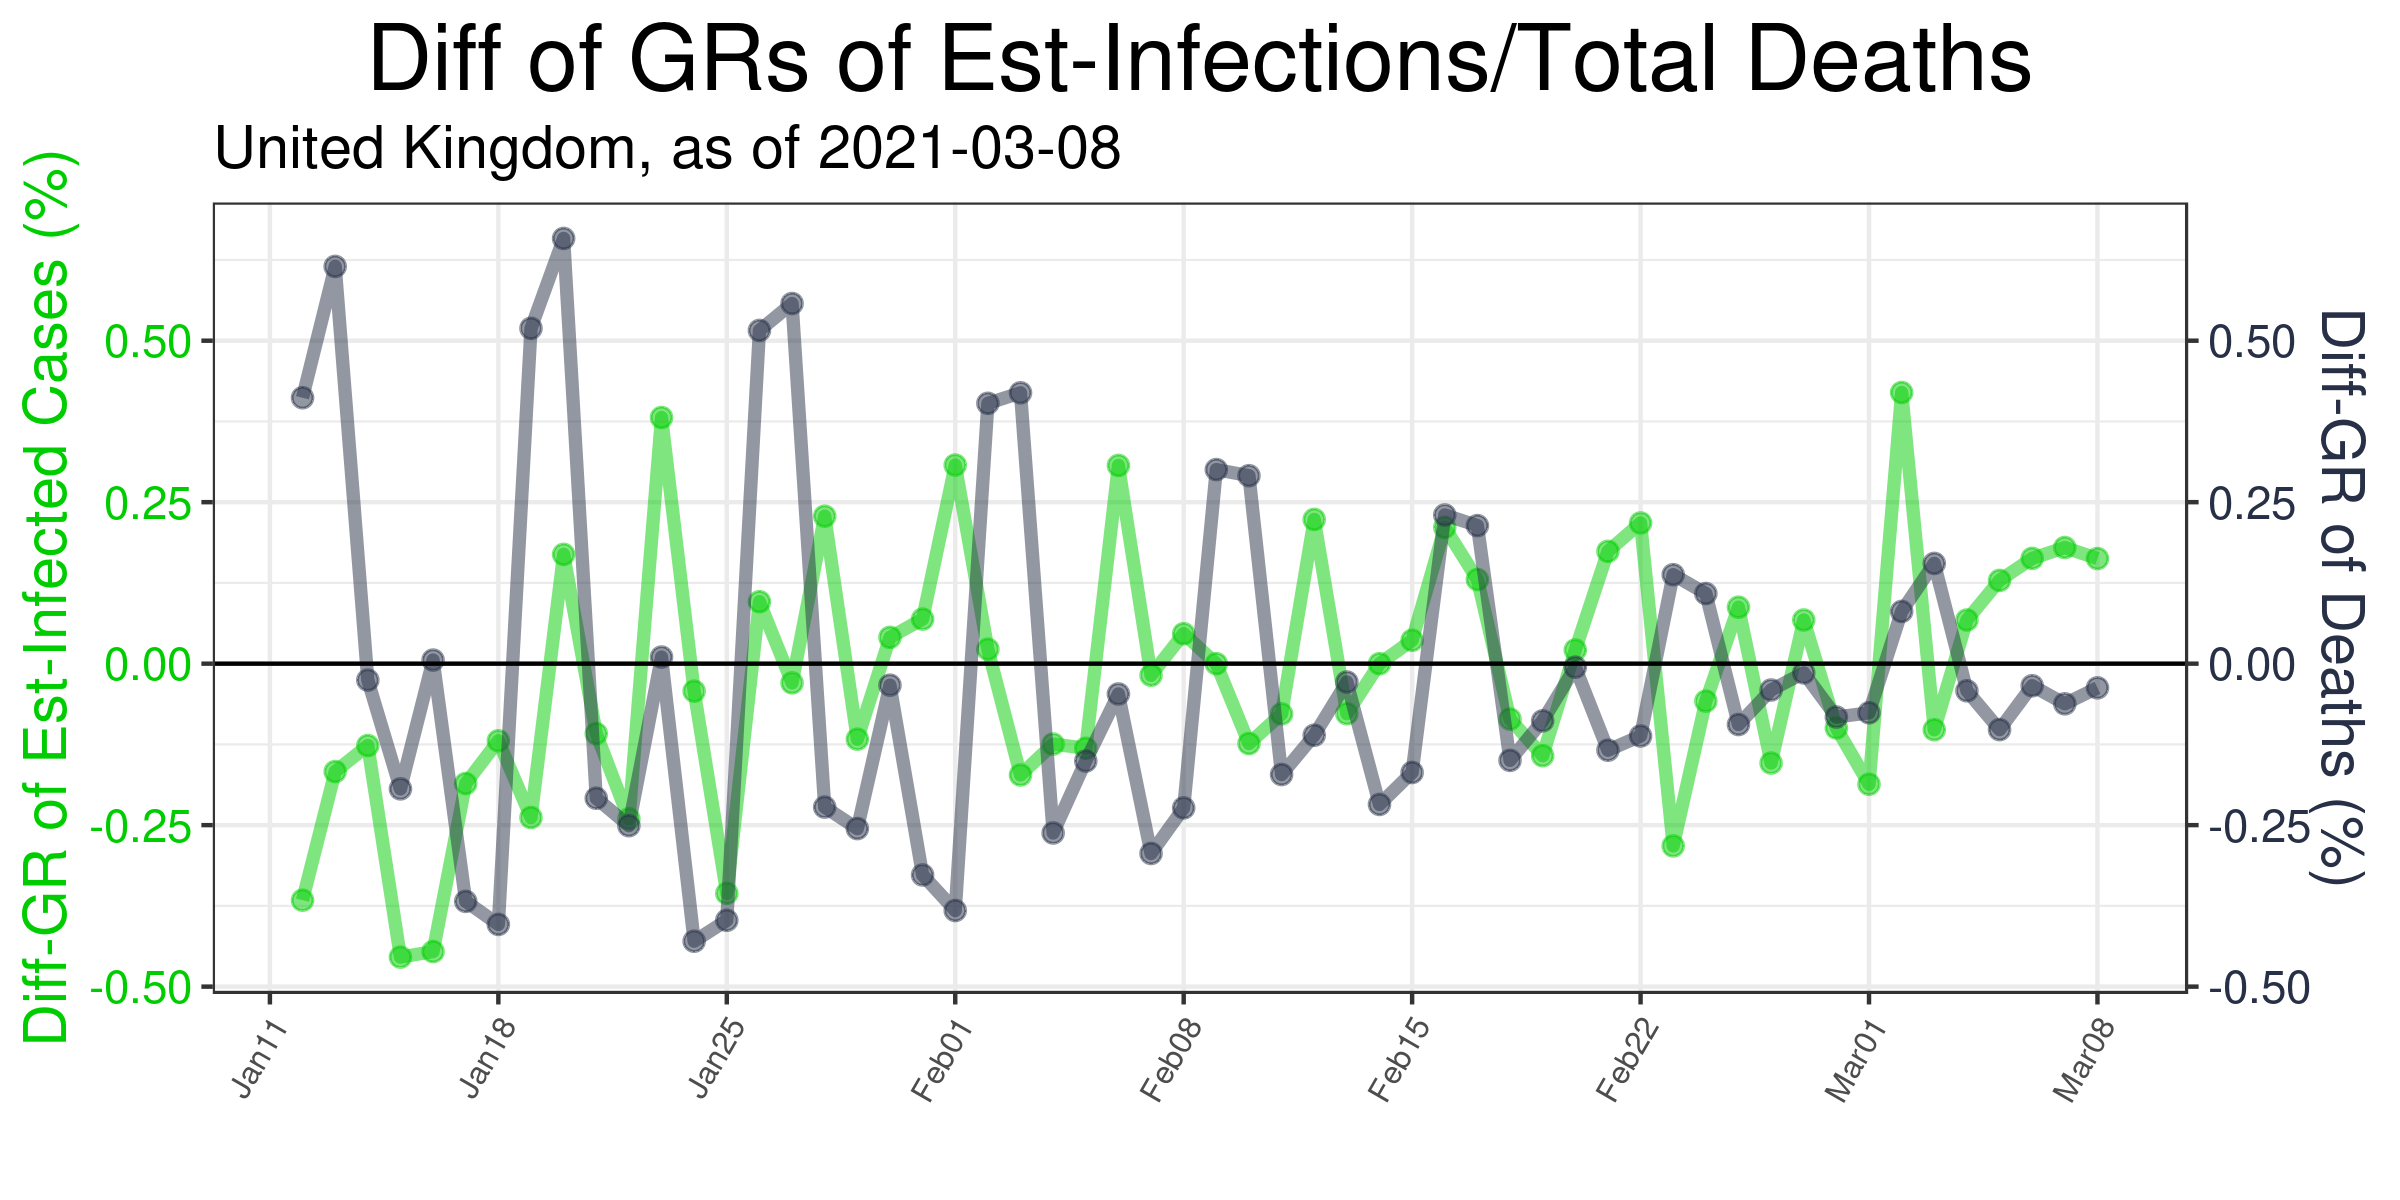 Diff of GRs of Est-Infections/Total Deaths
United Kingdom, as of 2021-03-08
Diff-GR of Est-Infected Cases (%)
0.50
0.25
0.00
-0.25
-0.50
0.50
0.25
0.00
-0.25
-0.50
Diff-GR of Deaths (%)
Jan11
Jan18
Jan25
Feb01
Feb08
Feb15
Feb22
Mar01
Mar08